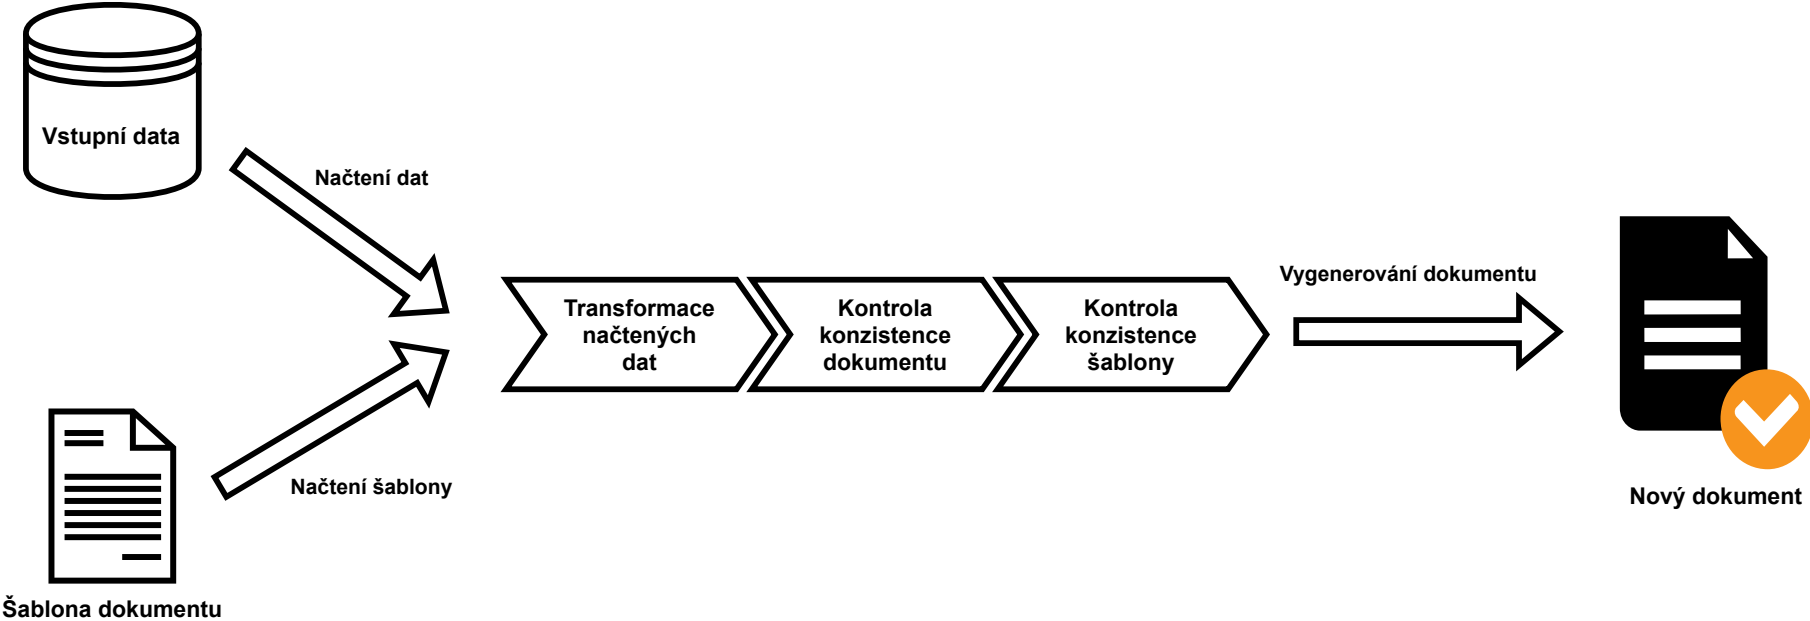 Vstupní data
Načtení dat
Transformace
načtených
dat
Kontrola
konzistence
dokumentu
Kontrola
konzistence
šablony
Vygenerování dokumentu
Načtení šablony
Nový dokument
Šablona dokumentu